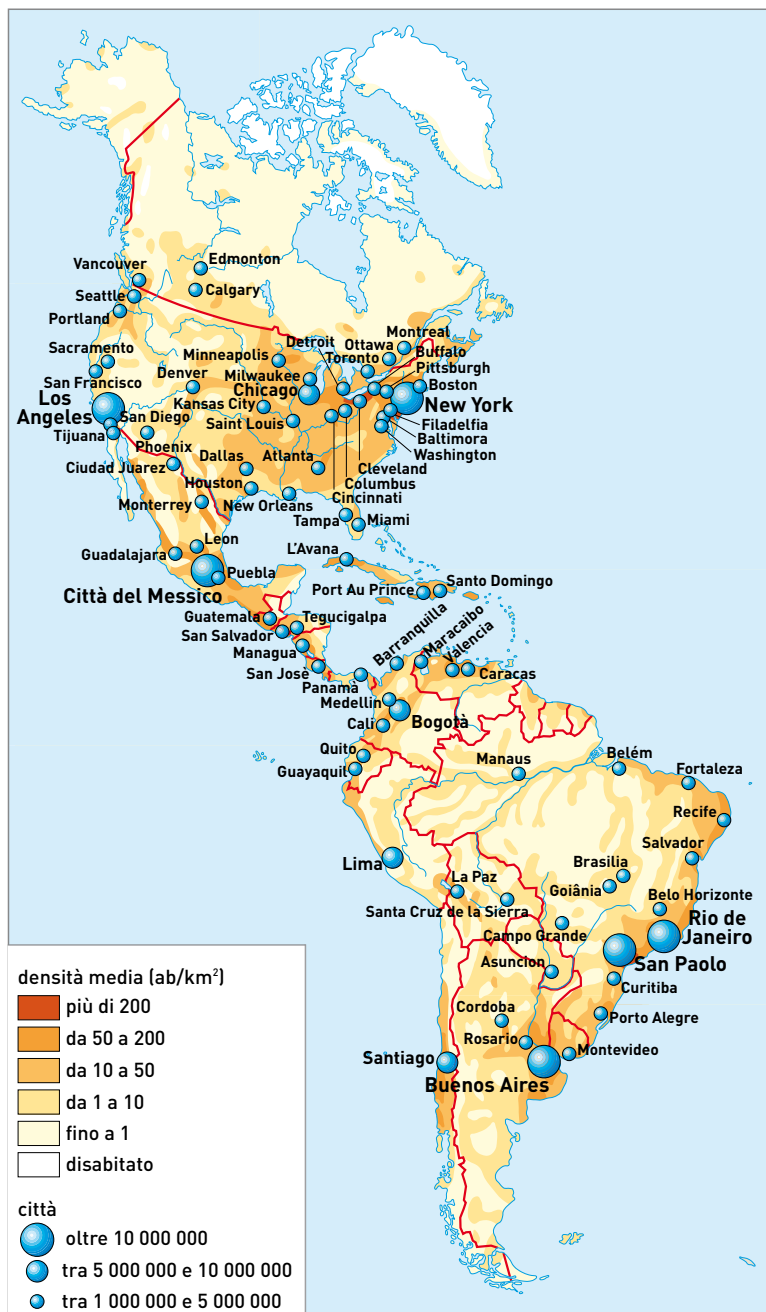 Edmonton
Vancouver
Calgary
Seattle
Portland
Montreal
Detroit
Ottawa
Buffalo
Sacramento
Minneapolis
Toronto
Pittsburgh
Denver
Milwaukee
Boston
San Francisco
Chicago
Los
Angeles
Kansas City
New York
San Diego
Saint Louis
Filadelfia
Tijuana
Baltimora
Phoenix
Washington
Ciudad Juarez
Dallas
Atlanta
Cleveland
Houston
Columbus
Cincinnati
Monterrey
New Orleans
Tampa
Miami
Leon
Guadalajara
L'Avana
Puebla
Santo Domingo
Port Au Prince
Città del Messico
Guatemala
Tegucigalpa
Barranquilla
Maracaibo
Valencia
San Salvador
Managua
San Josè
Caracas
Panamà
Medellin
Bogotà
Cali
Quito
Manaus
Belém
Guayaquil
Fortaleza
Recife
Salvador
Lima
Brasilia
La Paz
Goiânia
Belo Horizonte
Santa Cruz de la Sierra
Rio de
Janeiro
Campo Grande
San Paolo
Asuncion
Curitiba
Cordoba
Porto Alegre
Rosario
Montevideo
Santiago
Buenos Aires
densità media (ab/km²)
più di 200
da 50 a 200
da 10 a 50
da 1 a 10
fino a 1
disabitato
città
oltre 10 000 000
tra 5 000 000 e 10 000 000
tra 1 000 000 e 5 000 000